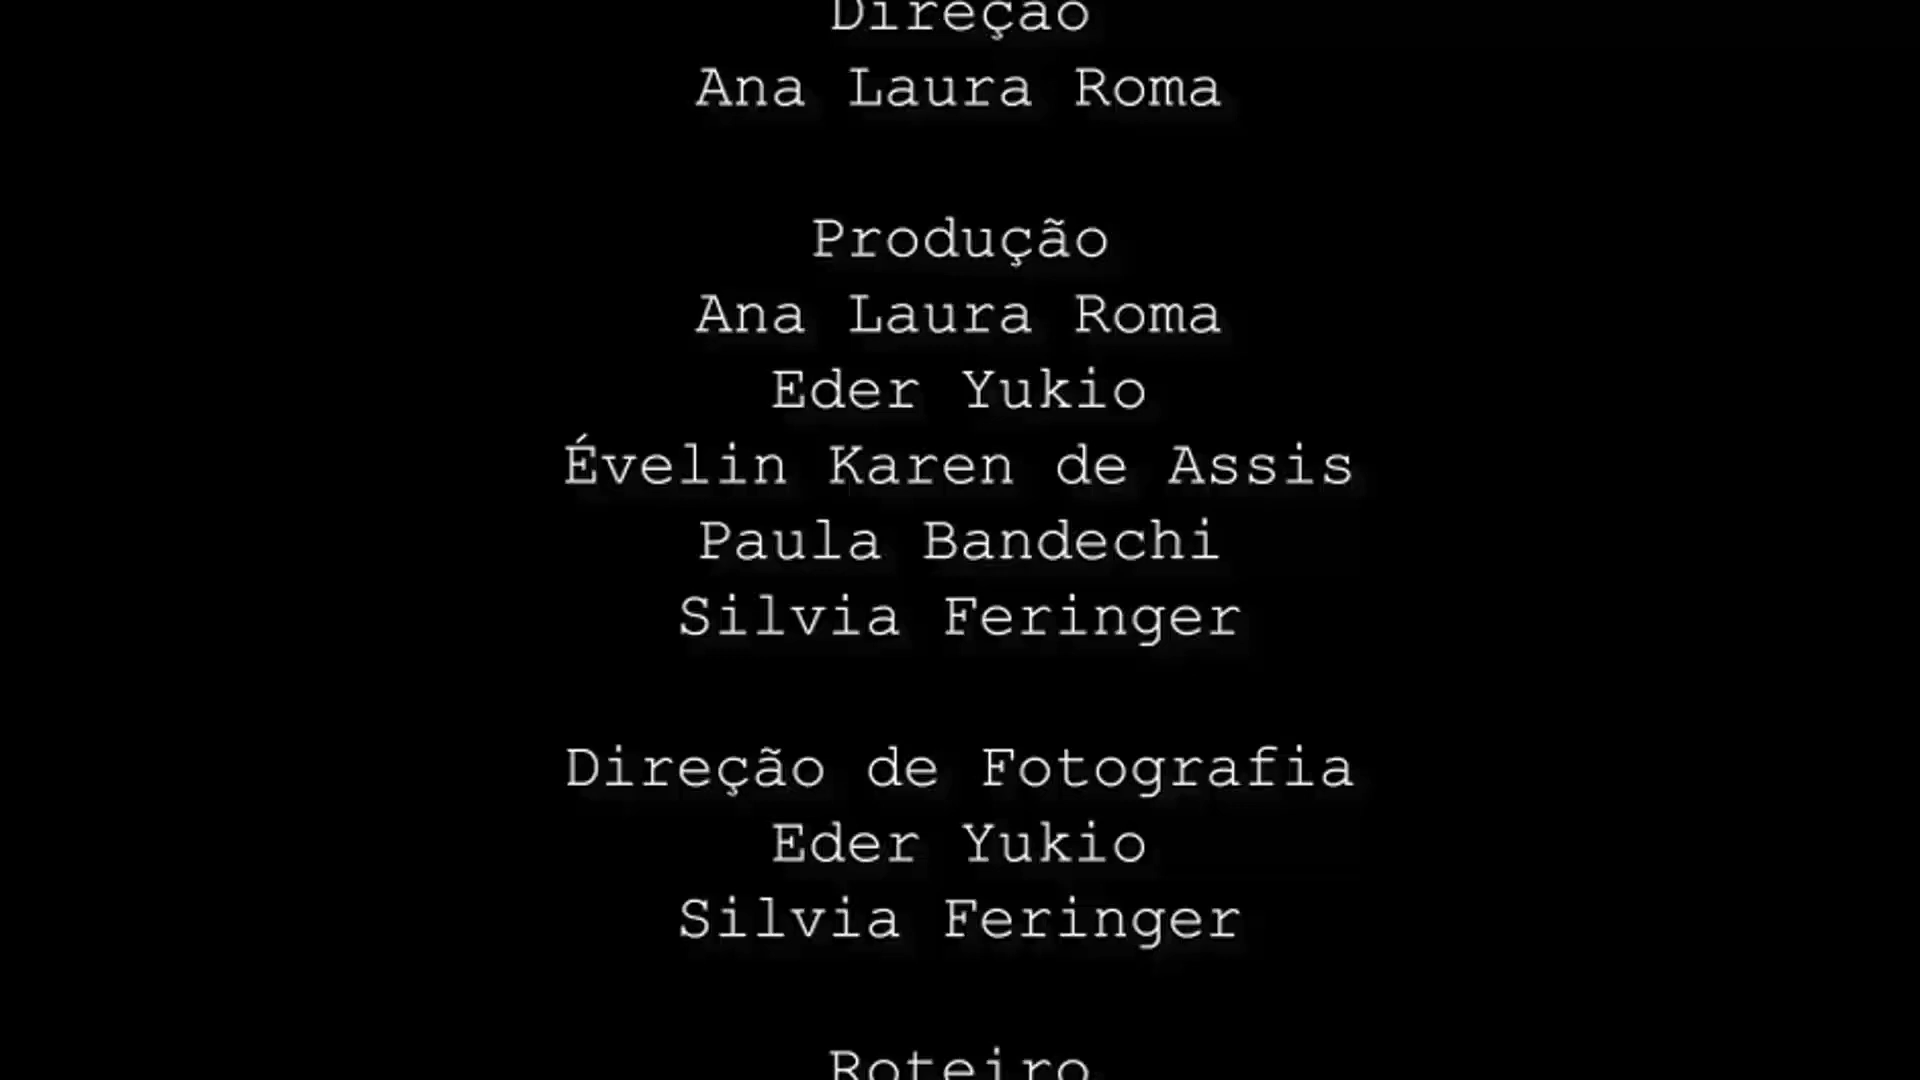 Direção
Ana Laura Roma
Produção
Ana Laura Roma
Eder Yukio
Évelin Karen de Assis
Paula Bandechi
Silvia Feringer
Direção de Fotografia
Eder Yukio
Silvia Feringer
Roteiro